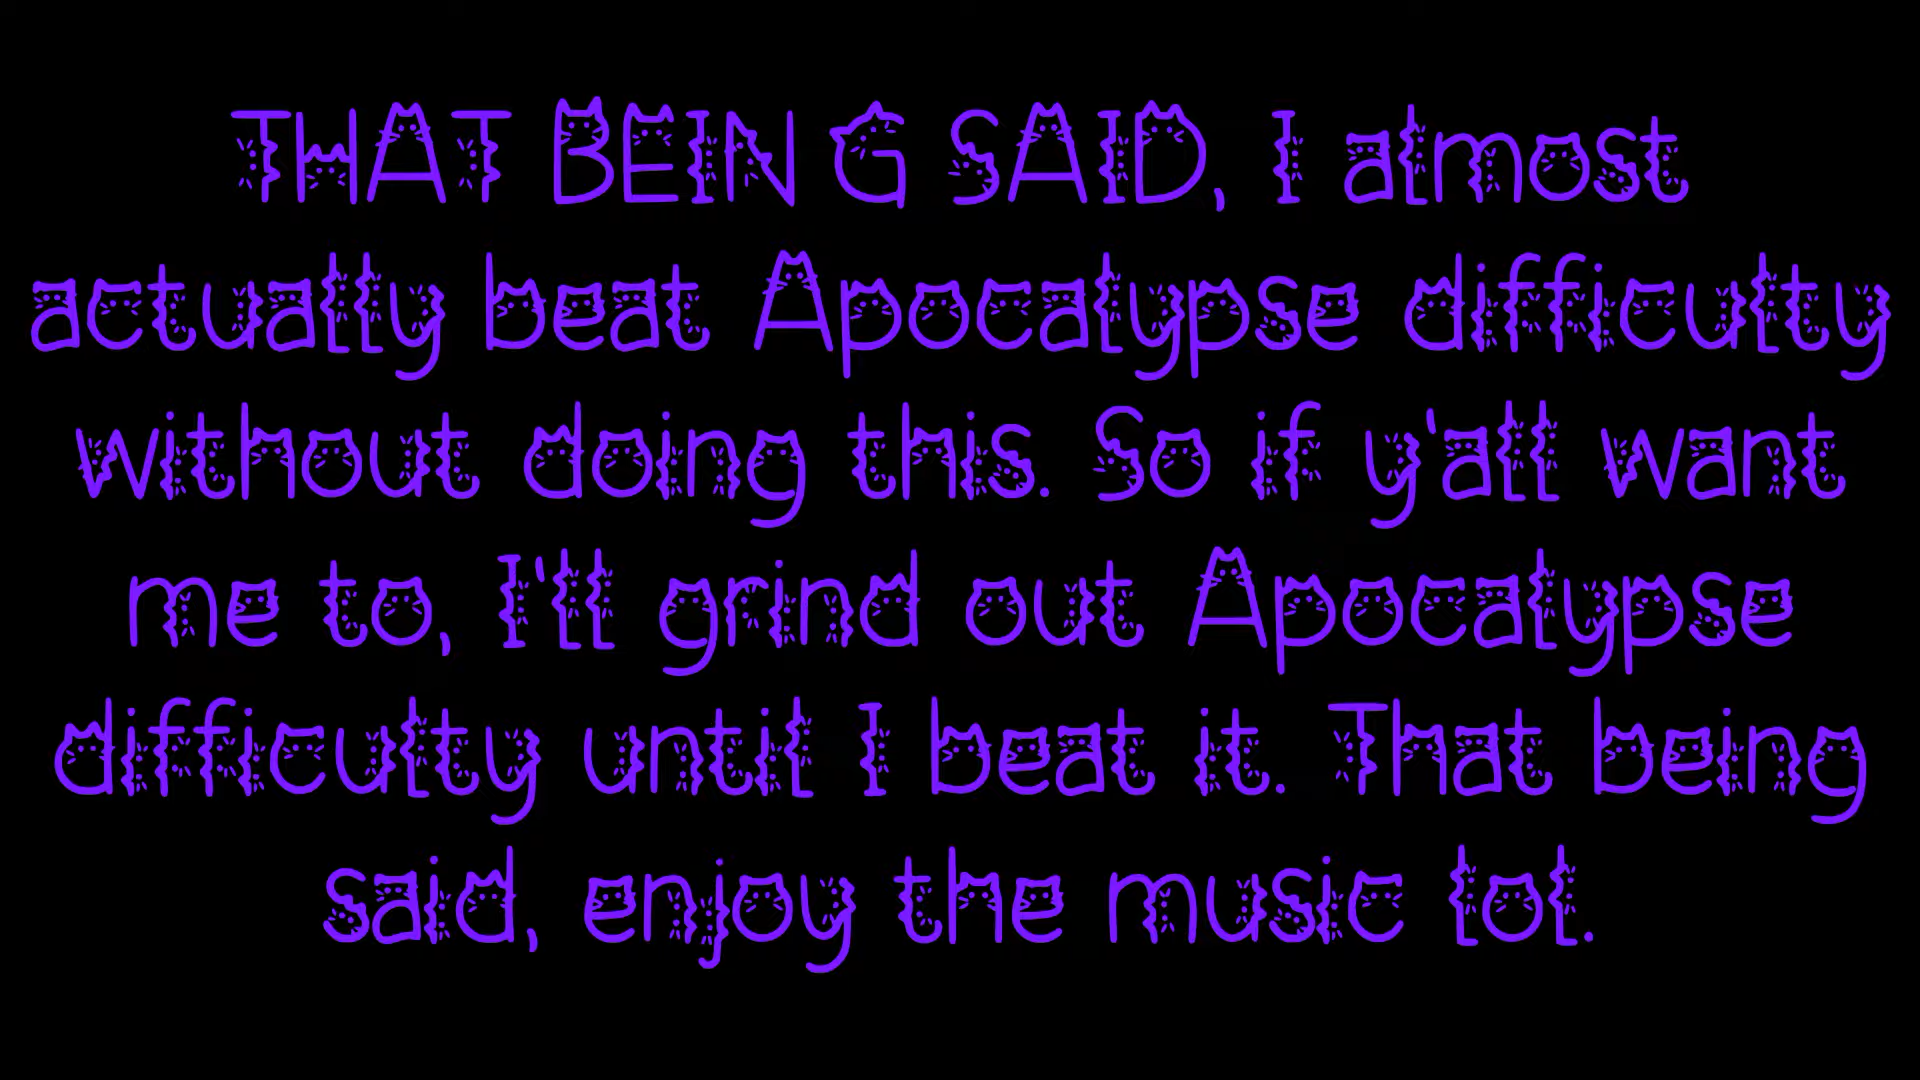 THAT BEING SAID, I almost
actually beat Apocalypse difficulty
without doing this. So if y'all want
me to, I'll grind out Apocalypse
difficulty until I beat it. That being
said, enjoy the music lol.